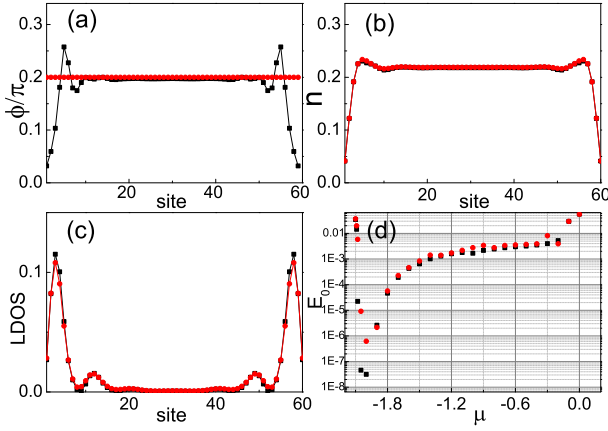 (a)
0.3
0.2
0.1
0.0
ϕ/π
20 40 60
site
(b)
0.3
0.2
0.1
0.0
n
20 40 60
site
(c)
0.1
0.0
LDOS
20 40 60
site
(d)
0.01
1E-3
1E-4
1E-5
1E-6
1E-7
1E-8
E₀
-1.8 -1.2 -0.6 0.0
μ